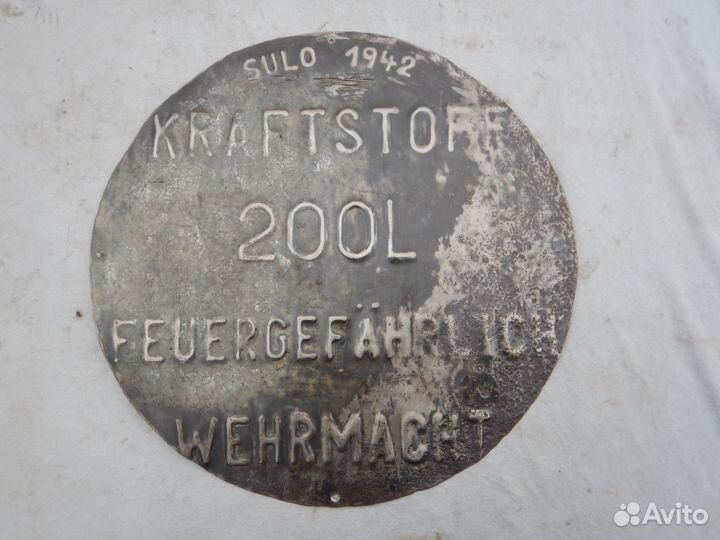 SULO 1942
KRAFTSTOFF
200L
FEUERGEFÄHRLICH
WEHRMACHT
Avito